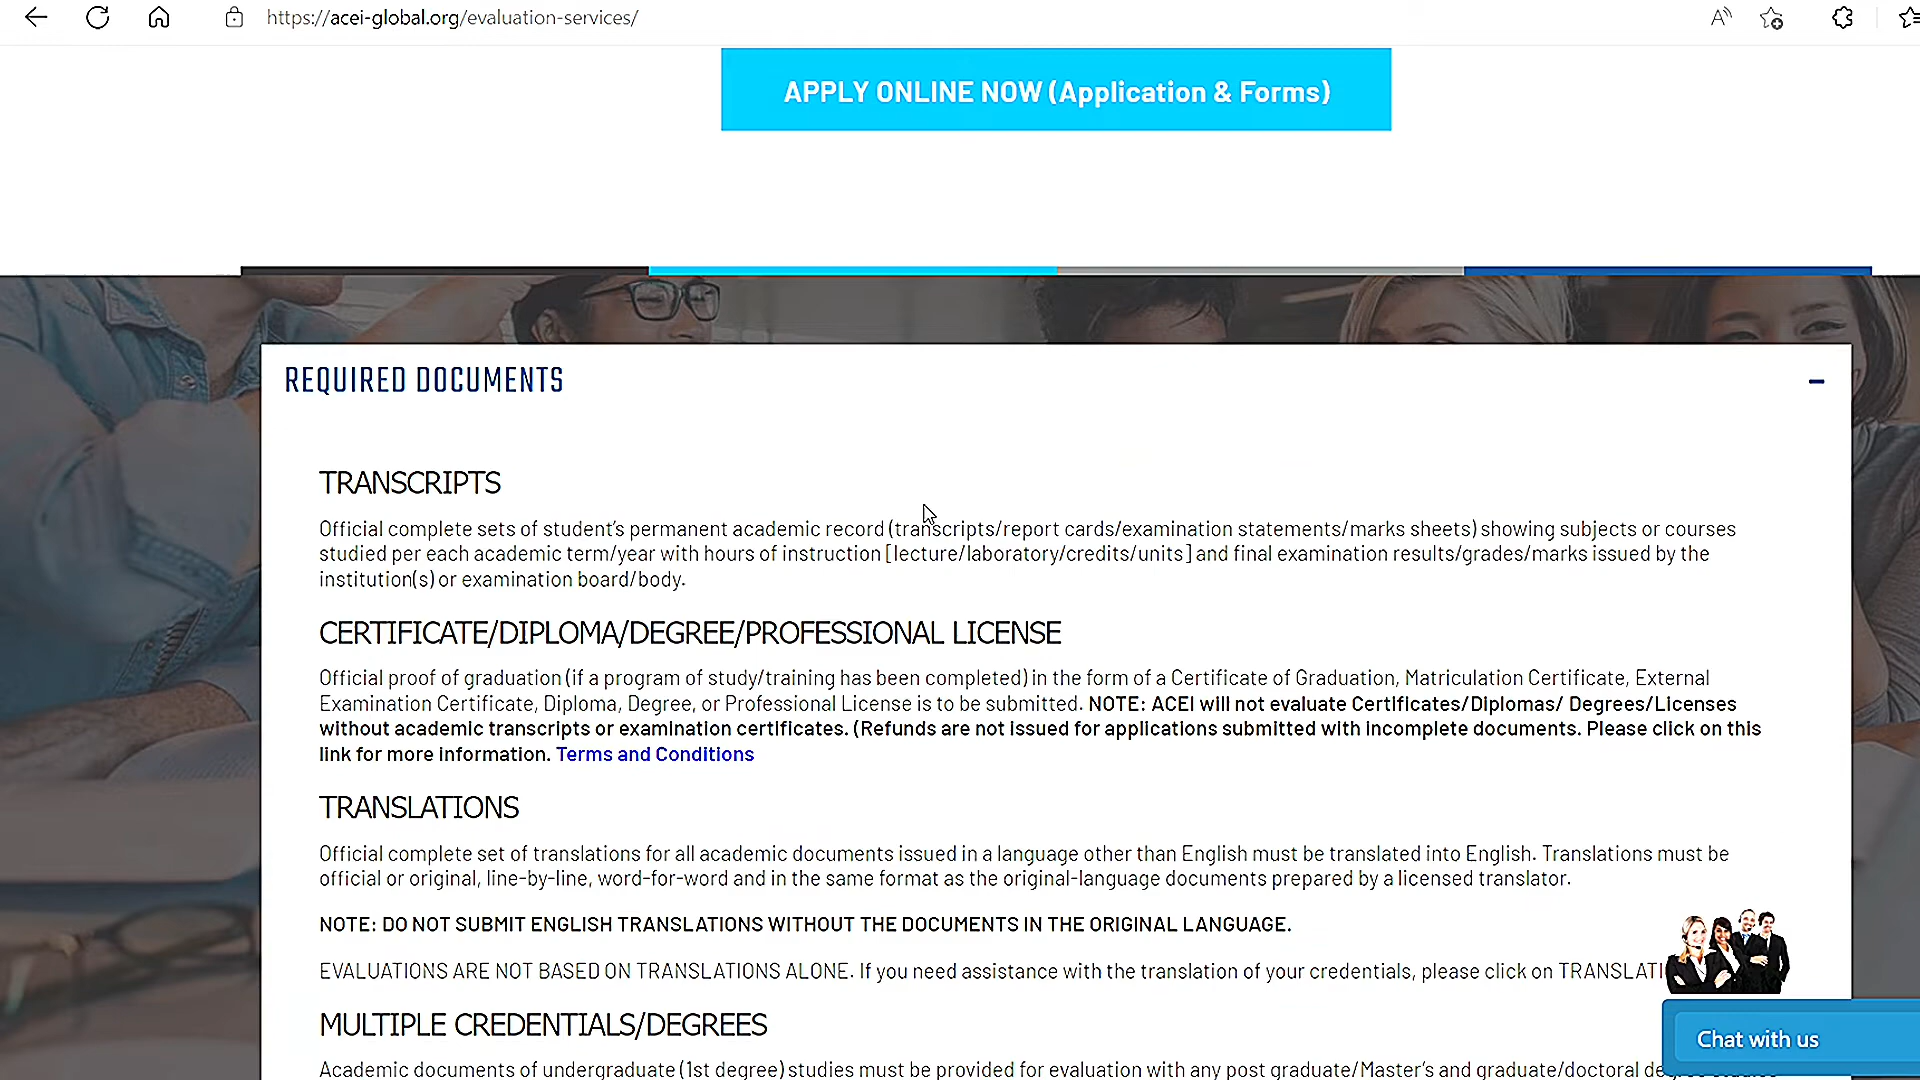 https://acei-global.org/evaluation-services/
APPLY ONLINE NOW (Application & Forms)
REQUIRED DOCUMENTS
TRANSCRIPTS
Official complete sets of student's permanent academic record (transcripts/report cards/examination statements/marks sheets) showing subjects or courses
studied per each academic term/year with hours of instruction [lecture/laboratory/credits/units] and final examination results/grades/marks issued by the
institution(s) or examination board/body.
CERTIFICATE/DIPLOMA/DEGREE/PROFESSIONAL LICENSE
Official proof of graduation (if a program of study/training has been completed) in the form of a Certificate of Graduation, Matriculation Certificate, External
Examination Certificate, Diploma, Degree, or Professional License is to be submitted. NOTE: ACEI will not evaluate Certificates/Diplomas/ Degrees/Licenses
without academic transcripts or examination certificates. (Refunds are not issued for applications submitted with incomplete documents. Please click on this
link for more information. Terms and Conditions
TRANSLATIONS
Official complete set of translations for all academic documents issued in a language other than English must be translated into English. Translations must be
official or original, line-by-line, word-for-word and in the same format as the original-language documents prepared by a licensed translator.
NOTE: DO NOT SUBMIT ENGLISH TRANSLATIONS WITHOUT THE DOCUMENTS IN THE ORIGINAL LANGUAGE.
EVALUATIONS ARE NOT BASED ON TRANSLATIONS ALONE. If you need assistance with the translation of your credentials, please click on TRANSLATI
MULTIPLE CREDENTIALS/DEGREES
Chat with us
Academic documents of undergraduate (1st degree) studies must be provided for evaluation with any post graduate/Master's and graduate/doctoral